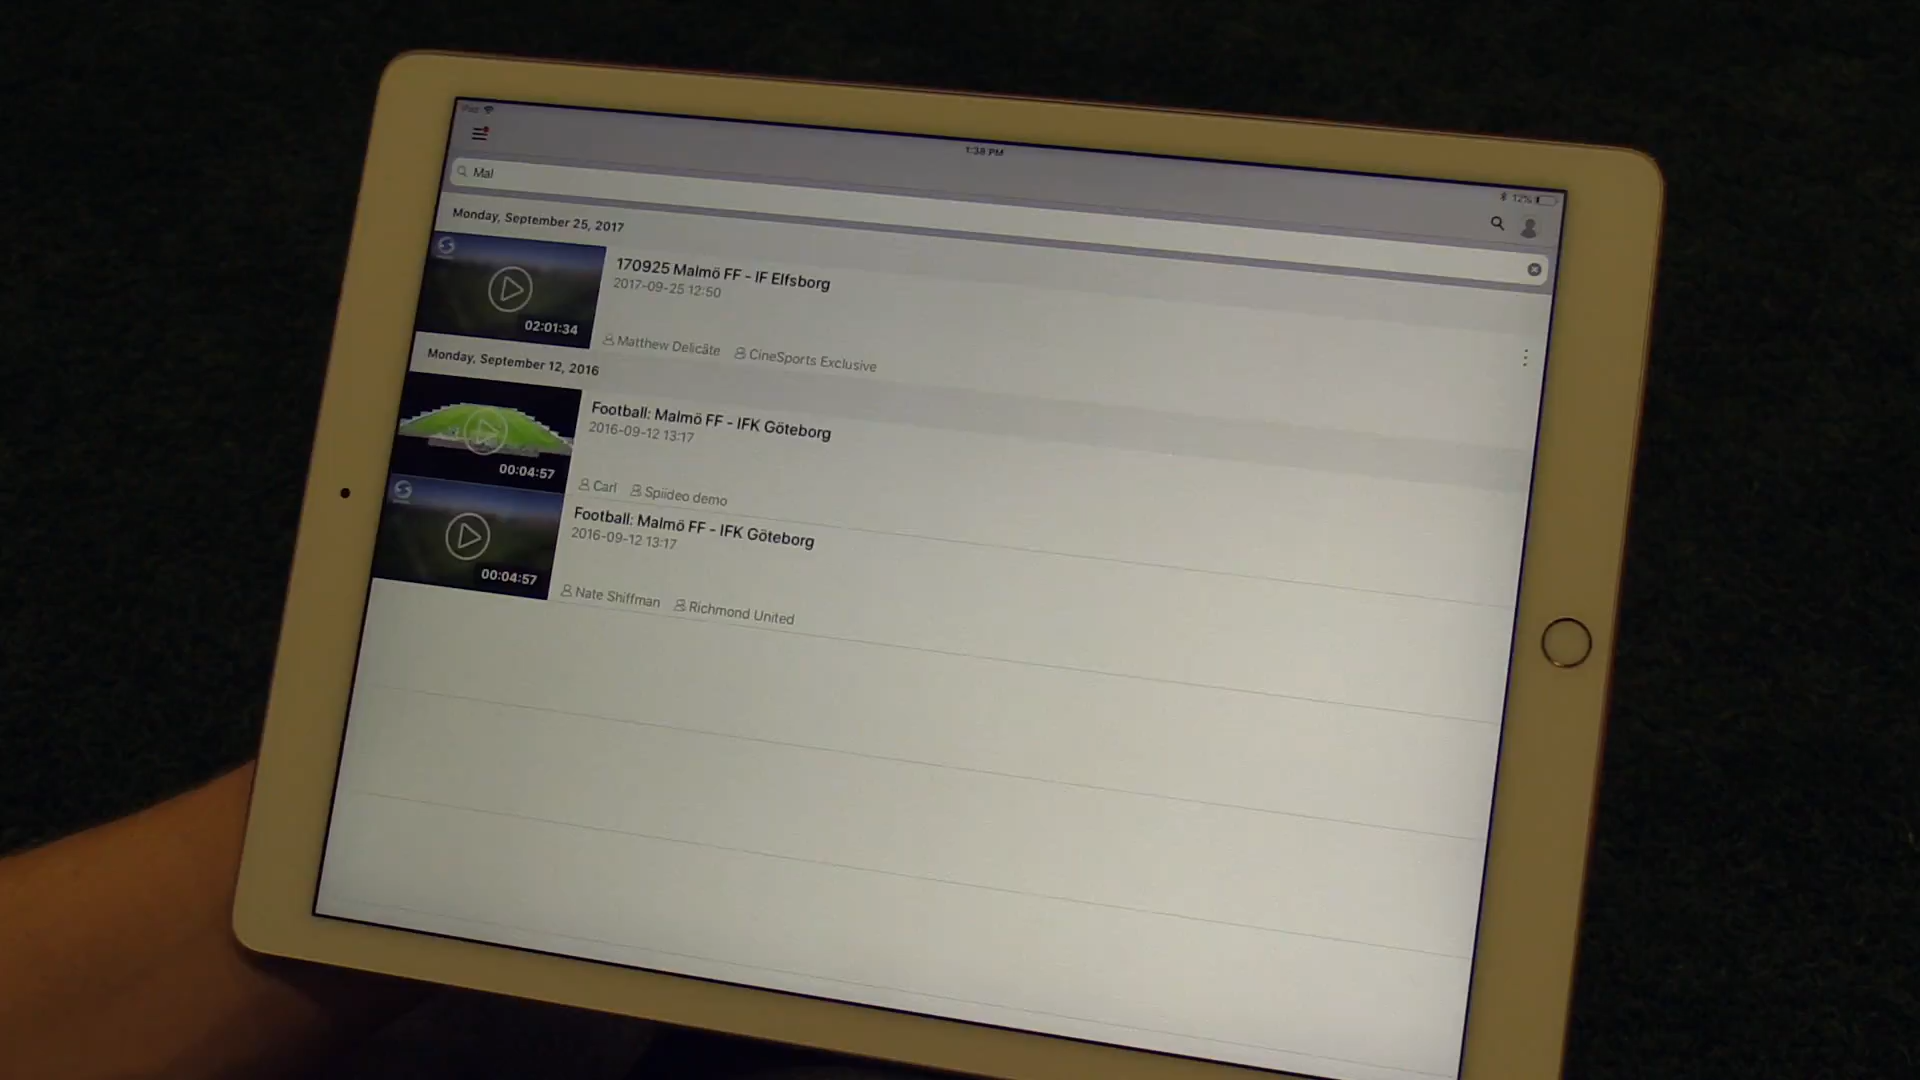 iPad
1:38 PM
12%
Mal
Monday, September 25, 2017
170925 Malmö FF - IF Elfsborg
2017-09-25 12:50
02:01:34
Matthew Delicâte CineSports Exclusive
Monday, September 12, 2016
Football: Malmö FF - IFK Göteborg
2016-09-12 13:17
00:04:57
Carl Spiideo demo
Football: Malmö FF - IFK Göteborg
2016-09-12 13:17
00:04:57
Nate Shiffman Richmond United